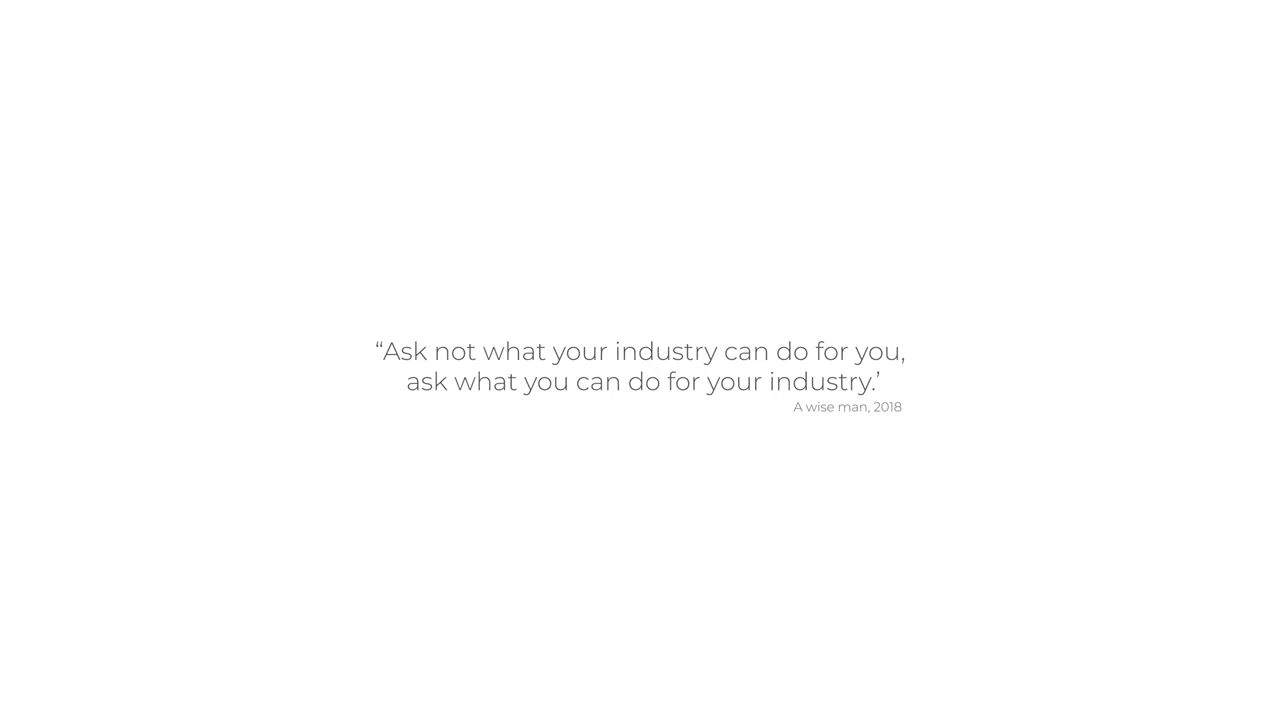 “Ask not what your industry can do for you,
ask what you can do for your industry.’
A wise man, 2018